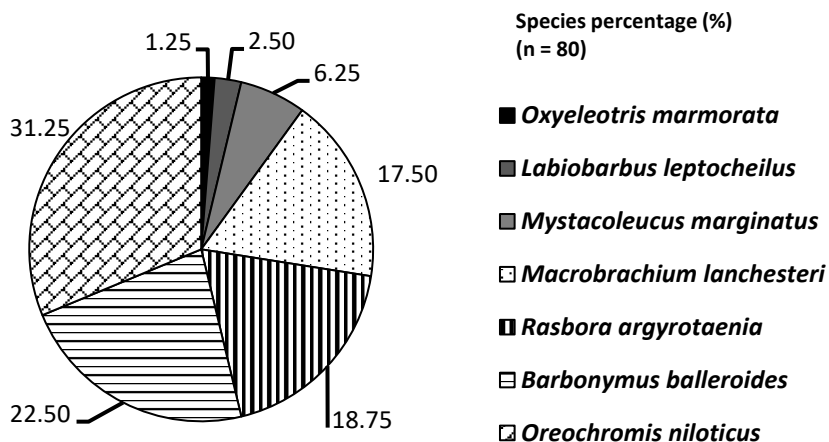 Species percentage (%)
(n = 80)
1.25
2.50
6.25
17.50
18.75
22.50
31.25
Oxyeleotris marmorata
Labiobarbus leptocheilus
Mystacoleucus marginatus
Macrobrachium lanchesteri
Rasbora argyrotaenia
Barbonymus balleroides
Oreochromis niloticus